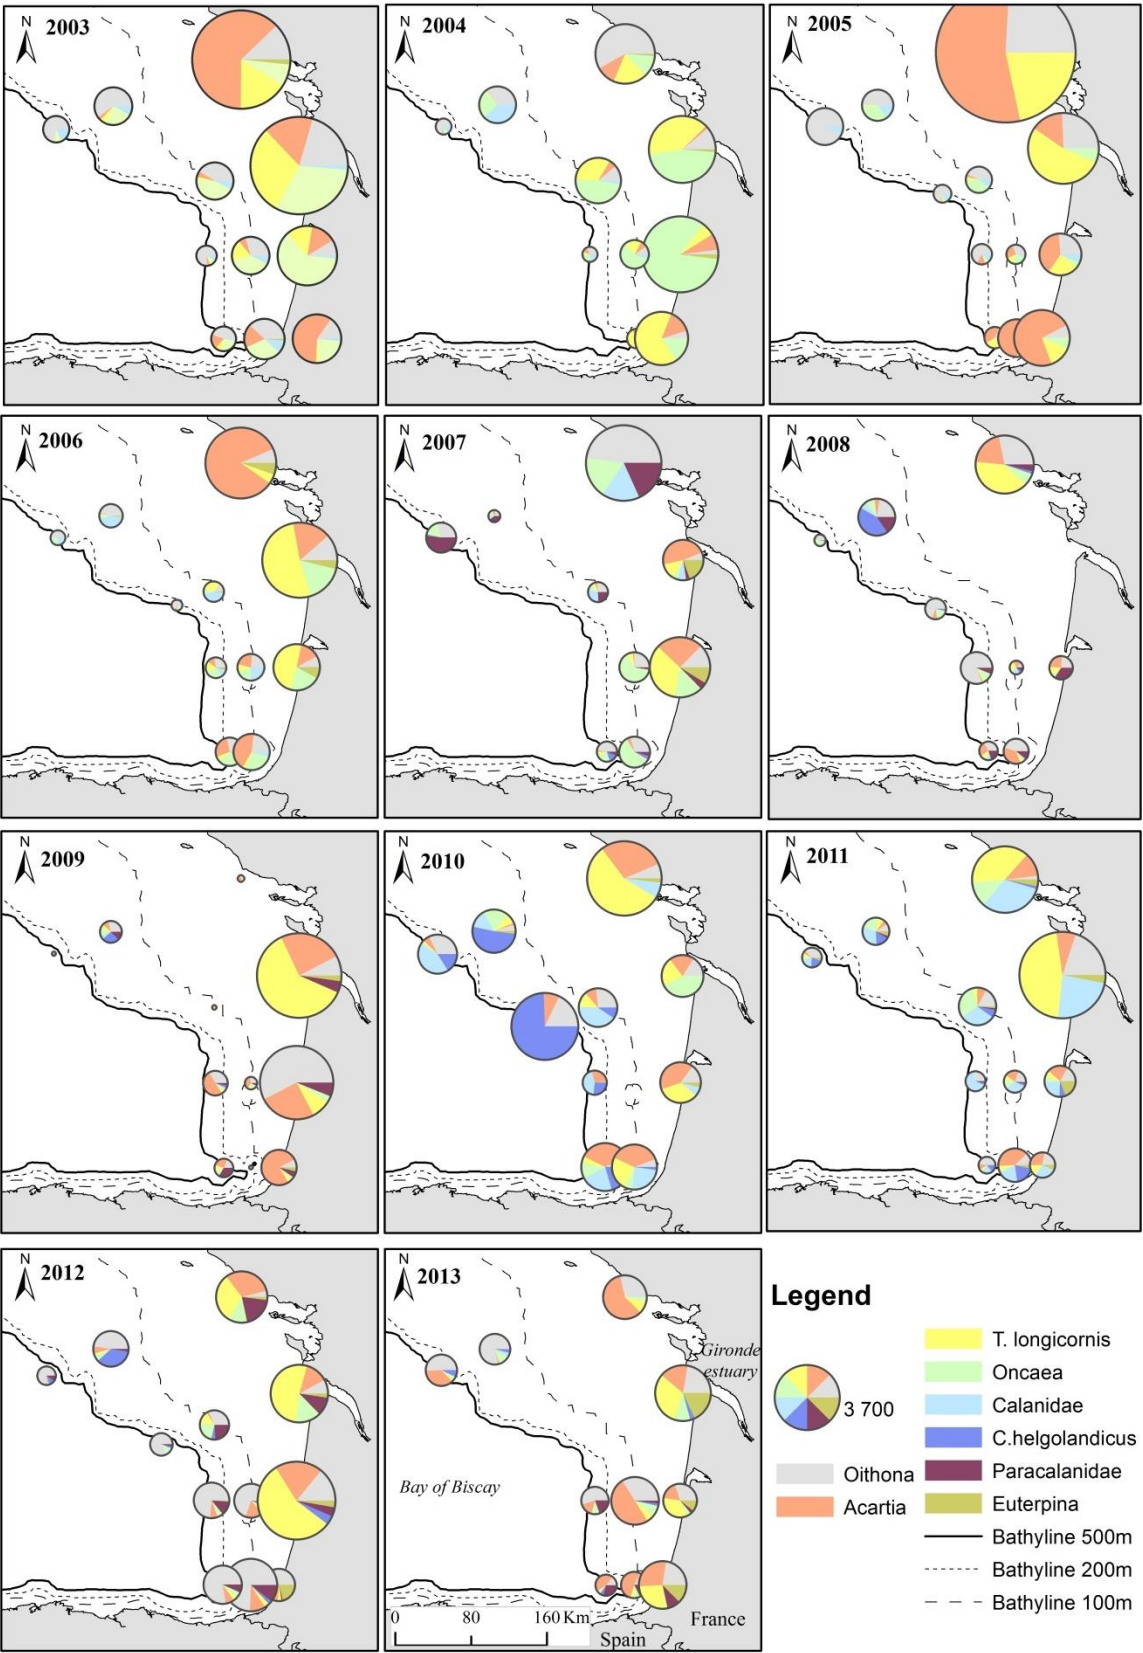 N
2003
N
2004
N
2005
N
2006
N
2007
N
2008
N
2009
N
2010
N
2011
N
2012
N
2013
Gironde
estuary
Bay of Biscay
0 80 160 Km
France
Spain
Legend
3 700
Oithona
Acartia
T. longicornis
Oncaea
Calanidae
C.helgolandicus
Paracalanidae
Euterpina
Bathyline 500m
Bathyline 200m
Bathyline 100m